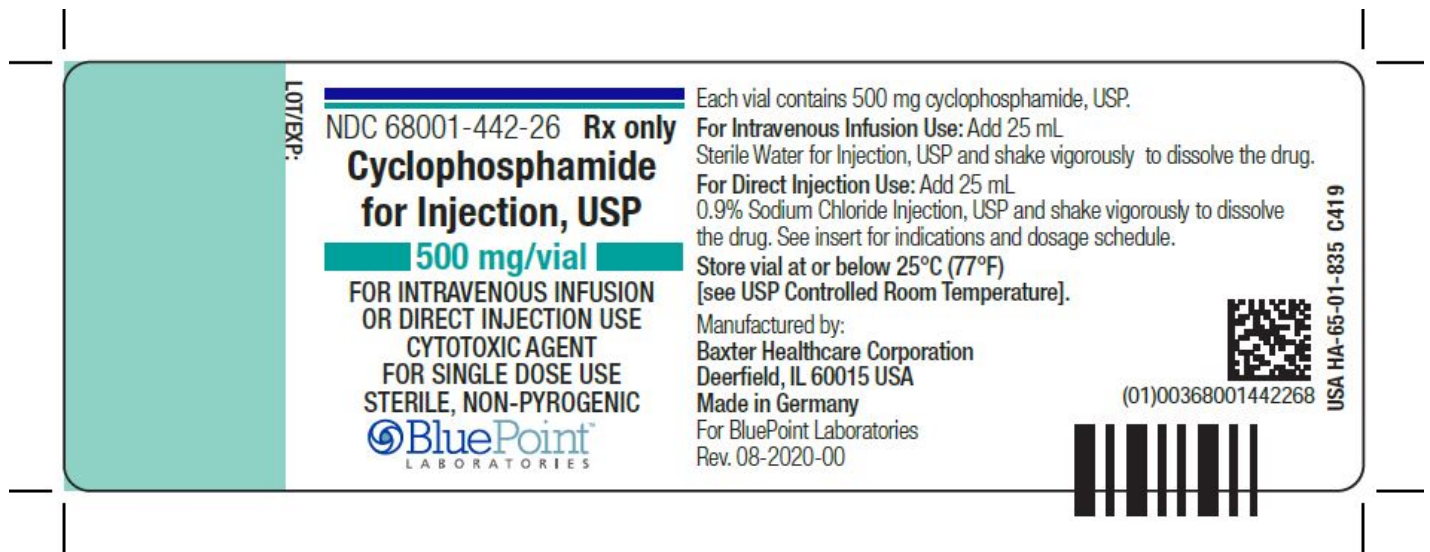 LOT/EXP:
NDC 68001-442-26 Rx only
Cyclophosphamide
for Injection, USP
500 mg/vial
FOR INTRAVENOUS INFUSION
OR DIRECT INJECTION USE
CYTOTOXIC AGENT
FOR SINGLE DOSE USE
STERILE, NON-PYROGENIC
BluePoint™
LABORATORIES
Each vial contains 500 mg cyclophosphamide, USP.
For Intravenous Infusion Use: Add 25 mL
Sterile Water for Injection, USP and shake vigorously to dissolve the drug.
For Direct Injection Use: Add 25 mL
0.9% Sodium Chloride Injection, USP and shake vigorously to dissolve
the drug. See insert for indications and dosage schedule.
Store vial at or below 25°C (77°F)
[see USP Controlled Room Temperature].
Manufactured by:
Baxter Healthcare Corporation
Deerfield, IL 60015 USA
Made in Germany
For BluePoint Laboratories
Rev. 08-2020-00
(01)00368001442268
USA HA-65-01-835 C419